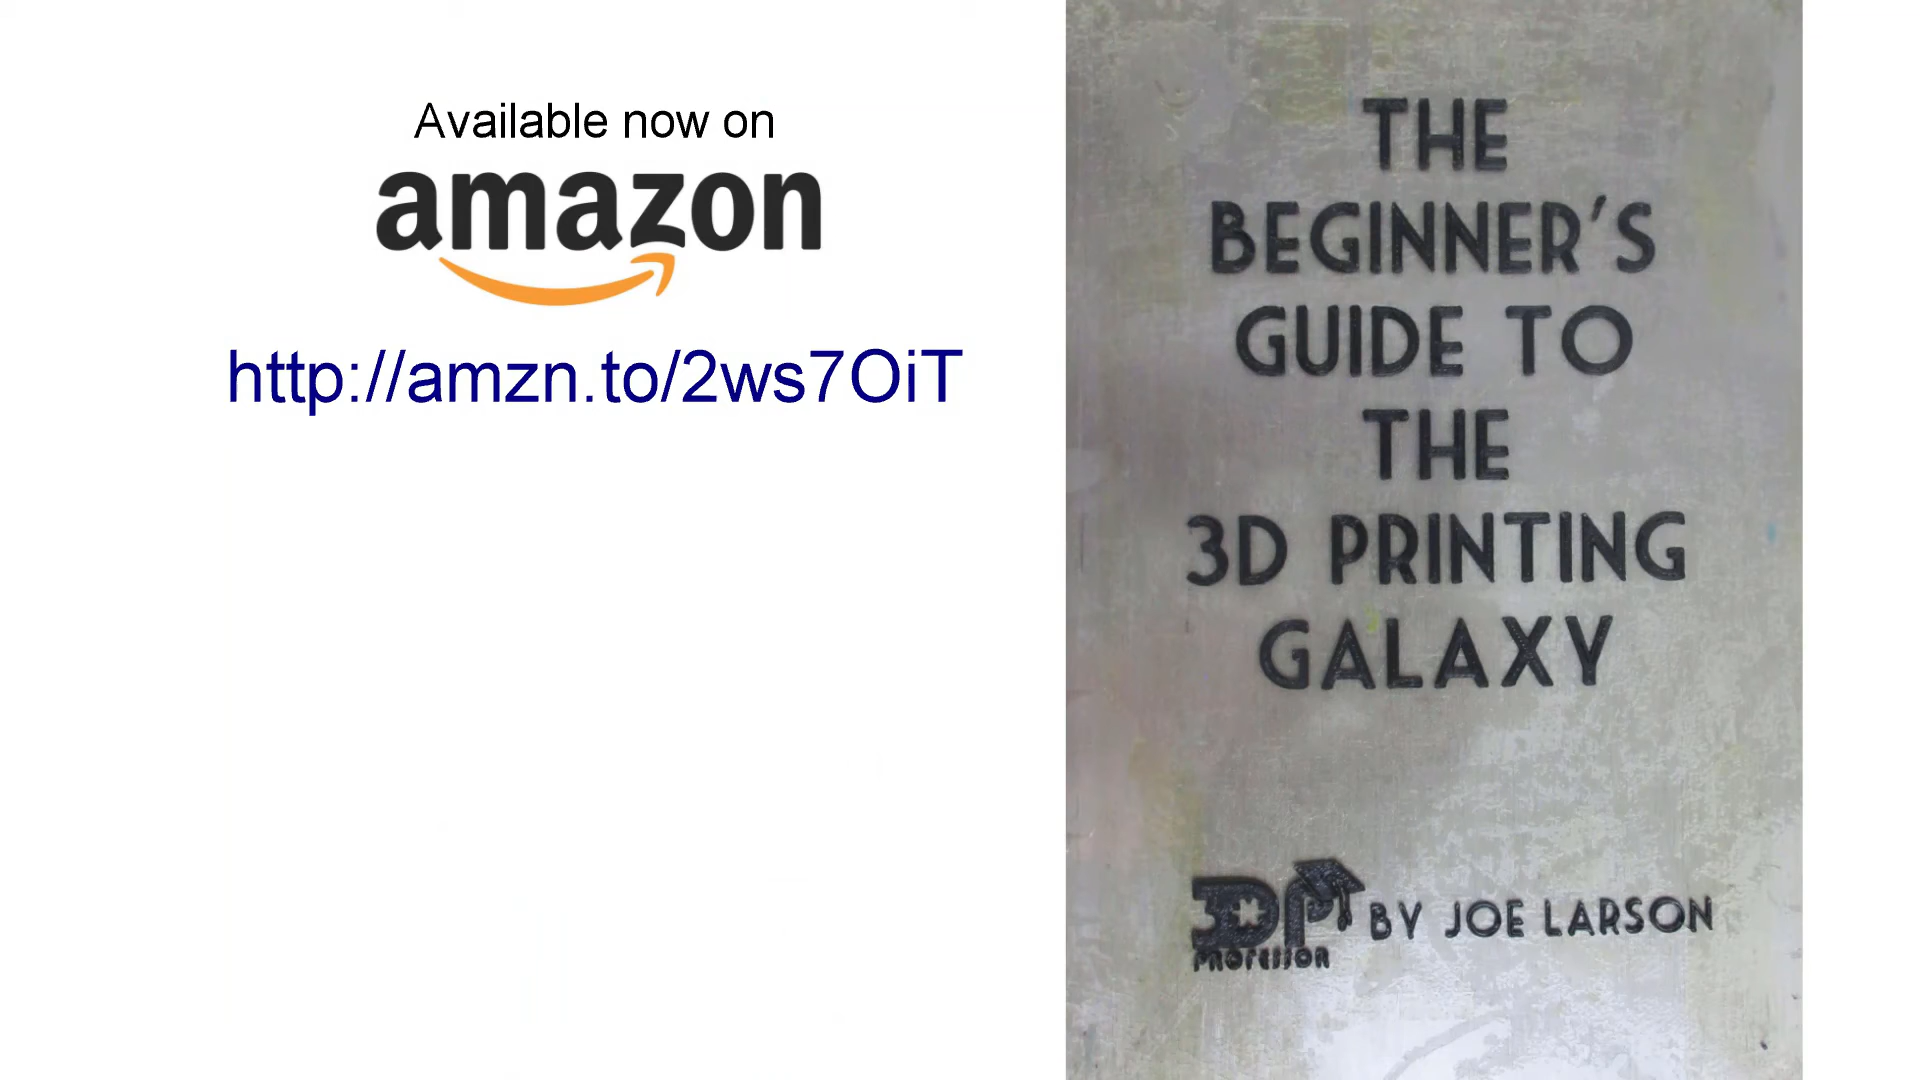 Available now on
amazon
http://amzn.to/2ws7OiT
THE
BEGINNER'S
GUIDE TO
THE
3D PRINTING
GALAXY
3DP
PROFESSOR
BY JOE LARSON